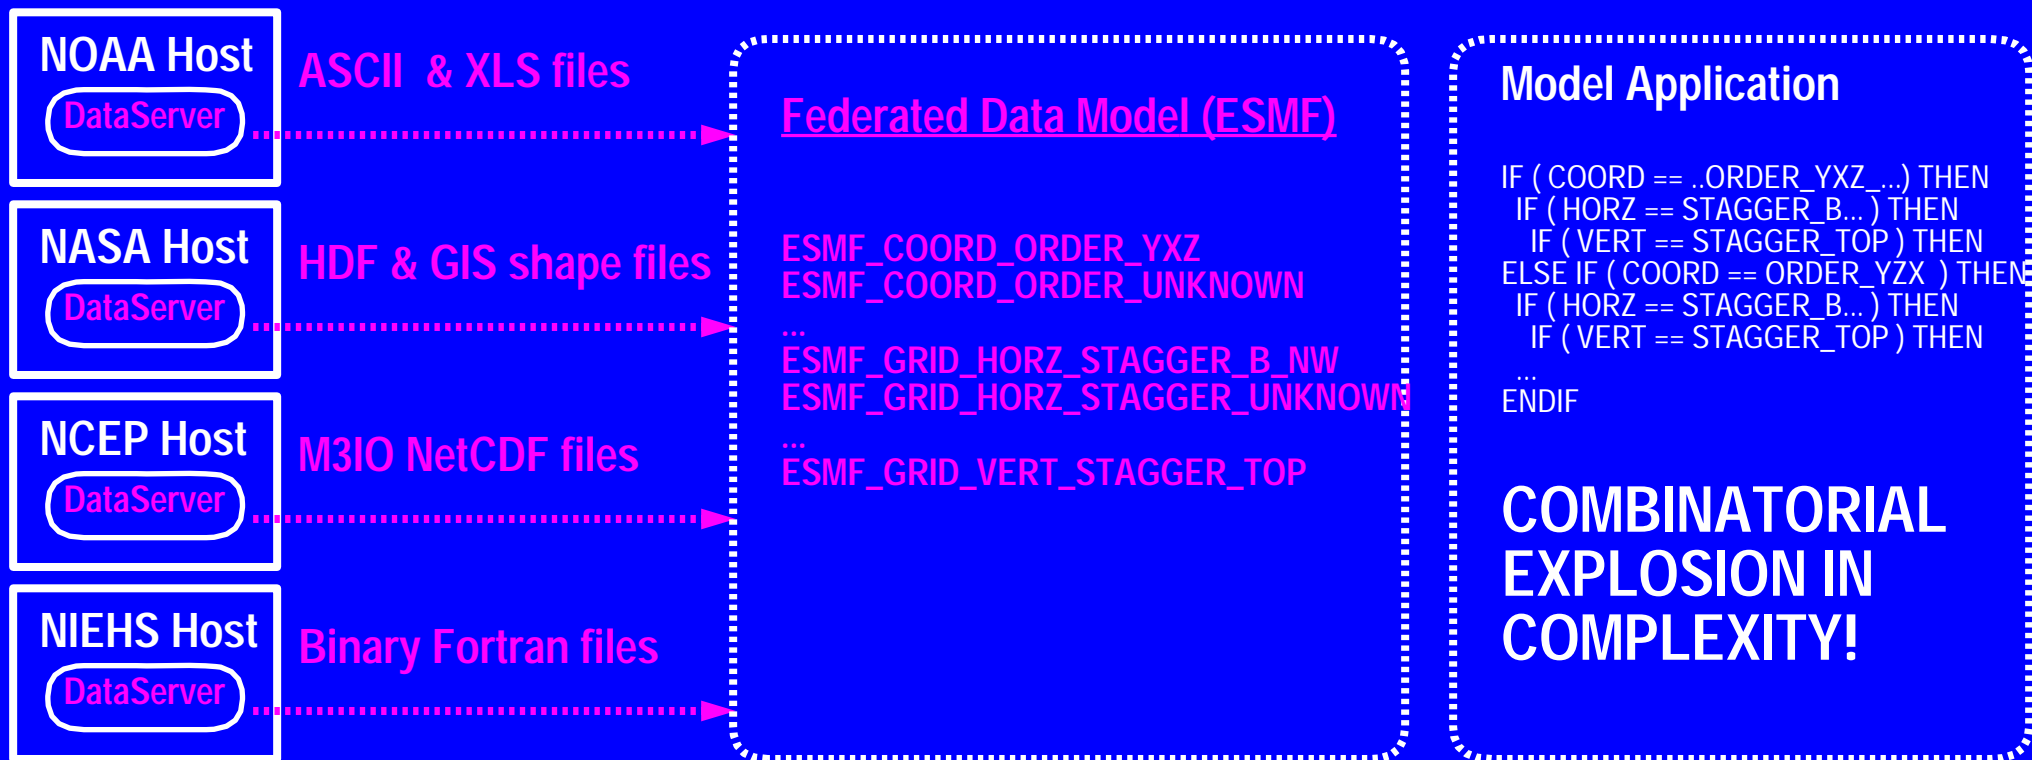 NOAA Host
DataServer
ASCII & XLS files
NASA Host
DataServer
HDF & GIS shape files
NCEP Host
DataServer
M3IO NetCDF files
NIEHS Host
DataServer
Binary Fortran files
Federated Data Model (ESMF)
ESMF_COORD_ORDER_YXZ
ESMF_COORD_ORDER_UNKNOWN
...
ESMF_GRID_HORZ_STAGGER_B_NW
ESMF_GRID_HORZ_STAGGER_UNKNOWN
...
ESMF_GRID_VERT_STAGGER_TOP
Model Application
IF ( COORD == ..ORDER_YXZ_...) THEN
IF ( HORZ == STAGGER_B... ) THEN
IF ( VERT == STAGGER_TOP ) THEN
ELSE IF ( COORD == ORDER_YZX ) THEN
IF ( HORZ == STAGGER_B... ) THEN
IF ( VERT == STAGGER_TOP ) THEN
...
ENDIF
COMBINATORIAL
EXPLOSION IN
COMPLEXITY!